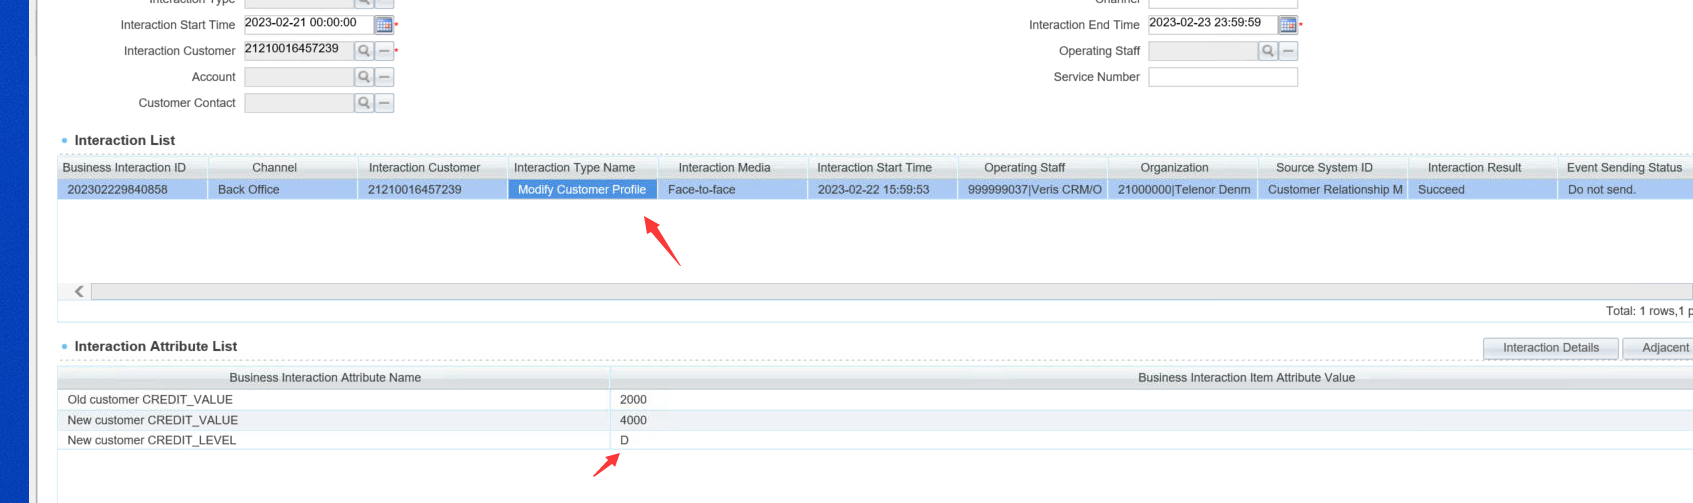 Interaction Type Channel
Interaction Start Time 2023-02-21 00:00:00 * Interaction End Time 2023-02-23 23:59:59 *
Interaction Customer 21210016457239 * Operating Staff
Account Service Number
Customer Contact
Interaction List
Business Interaction ID Channel Interaction Customer Interaction Type Name Interaction Media Interaction Start Time Operating Staff Organization Source System ID Interaction Result Event Sending Status
202302229840858 Back Office 21210016457239 Modify Customer Profile Face-to-face 2023-02-22 15:59:53 999999037|Veris CRM/O 21000000|Telenor Denm Customer Relationship M Succeed Do not send.
Total: 1 rows,1 p
Interaction Attribute List
Interaction Details Adjacent
Business Interaction Attribute Name Business Interaction Item Attribute Value
Old customer CREDIT_VALUE 2000
New customer CREDIT_VALUE 4000
New customer CREDIT_LEVEL D